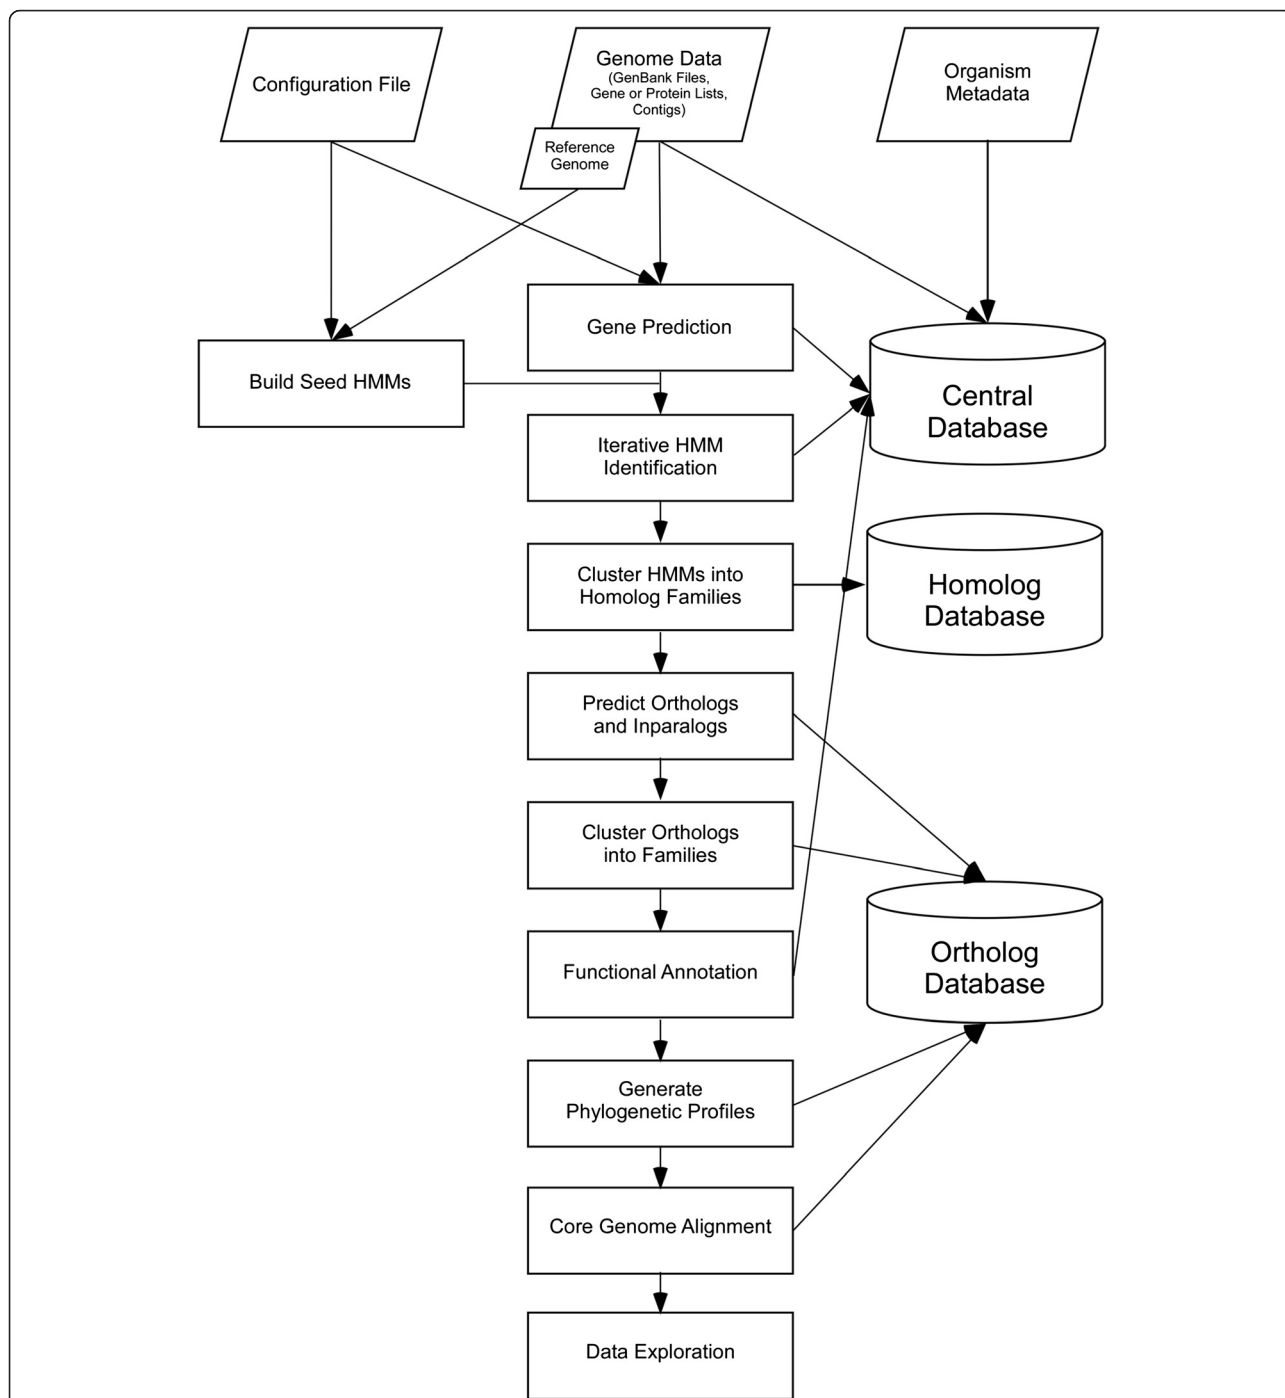 Configuration File
Genome Data
(GenBank Files,
Gene or Protein Lists,
Contigs)
Organism
Metadata
Reference
Genome
Gene Prediction
Build Seed HMMs
Central
Database
Iterative HMM
Identification
Cluster HMMs into
Homolog Families
Homolog
Database
Predict Orthologs
and Inparalogs
Cluster Orthologs
into Families
Functional Annotation
Ortholog
Database
Generate
Phylogenetic Profiles
Core Genome Alignment
Data Exploration